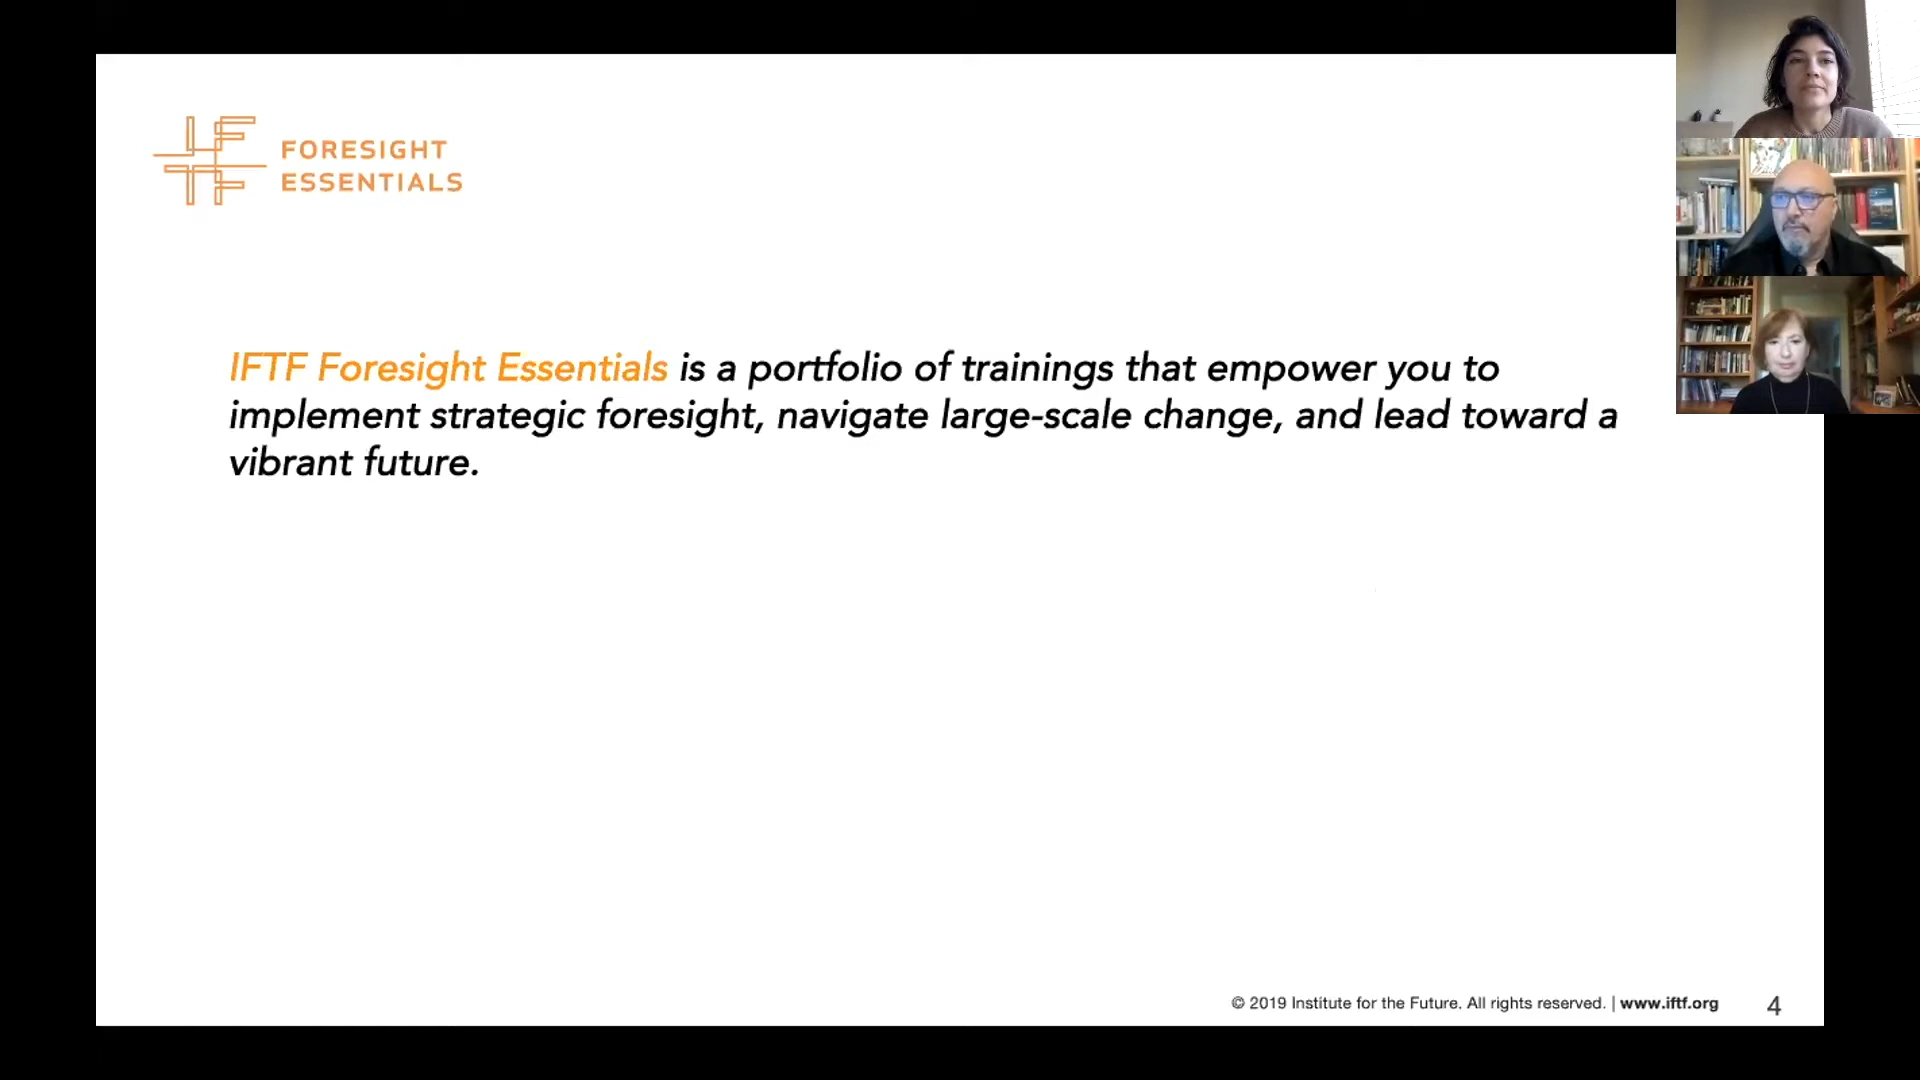 FORESIGHT
ESSENTIALS
IFTF Foresight Essentials is a portfolio of trainings that empower you to
implement strategic foresight, navigate large-scale change, and lead toward a
vibrant future.
© 2019 Institute for the Future. All rights reserved. | www.iftf.org 4